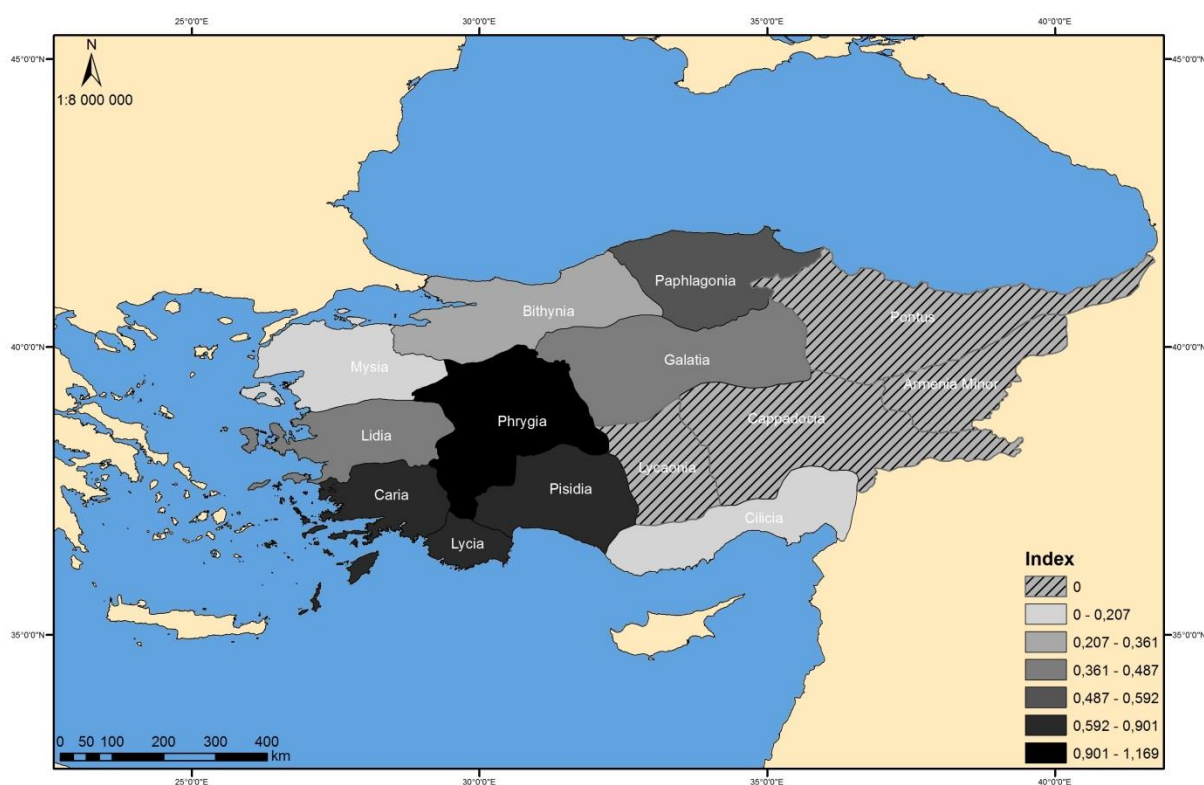 25°0'0"E 30°0'0"E 35°0'0"E 40°0'0"E
N
45°0'0"N 45°0'0"N
1:8 000 000
Paphlagonia
Bithynia
Pontus
40°0'0"N 40°0'0"N
Mysia
Galatia
Armenia Minor
Phrygia
Cappadocia
Lidia
Lycaonia
Caria
Pisidia
Cilicia
Lycia
Index
0
0 - 0,207
35°0'0"N 35°0'0"N
0,207 - 0,361
0,361 - 0,487
0,487 - 0,592
0,592 - 0,901
0,901 - 1,169
0 50 100 200 300 400
km
25°0'0"E 30°0'0"E 35°0'0"E 40°0'0"E